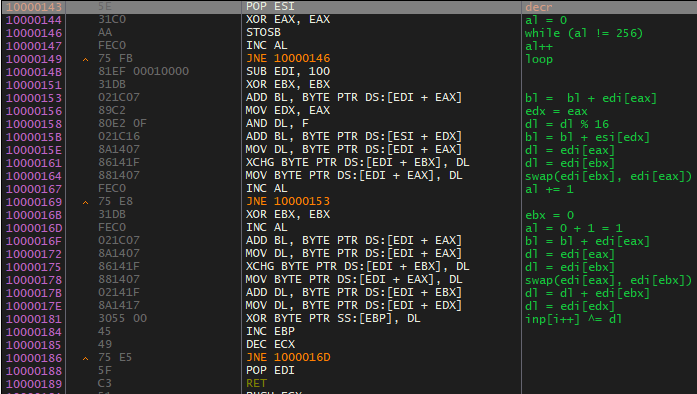 10000143 5E POP ESI decr
10000144 31C0 XOR EAX, EAX al = 0
10000146 AA STOSB while (al != 256)
10000147 FEC0 INC AL al++
10000149 ^ 75 FB JNE 10000146 loop
1000014B 81EF 00010000 SUB EDI, 100
10000151 31DB XOR EBX, EBX
10000153 021C07 ADD BL, BYTE PTR DS:[EDI + EAX] bl = bl + edi[eax]
10000156 89C2 MOV EDX, EAX edx = eax
10000158 80E2 0F AND DL, F dl = dl % 16
1000015B 021C16 ADD BL, BYTE PTR DS:[ESI + EDX] bl = bl + esi[edx]
1000015E 8A1407 MOV DL, BYTE PTR DS:[EDI + EAX] dl = edi[eax]
10000161 86141F XCHG BYTE PTR DS:[EDI + EBX], DL dl = edi[ebx]
10000164 881407 MOV BYTE PTR DS:[EDI + EAX], DL swap(edi[ebx], edi[eax])
10000167 FEC0 INC AL al += 1
10000169 ^ 75 E8 JNE 10000153
1000016B 31DB XOR EBX, EBX ebx = 0
1000016D FEC0 INC AL al = 0 + 1 = 1
1000016F 021C07 ADD BL, BYTE PTR DS:[EDI + EAX] bl = bl + edi[eax]
10000172 8A1407 MOV DL, BYTE PTR DS:[EDI + EAX] dl = edi[eax]
10000175 86141F XCHG BYTE PTR DS:[EDI + EBX], DL dl = edi[ebx]
10000178 881407 MOV BYTE PTR DS:[EDI + EAX], DL swap(edi[eax], edi[ebx])
1000017B 02141F ADD DL, BYTE PTR DS:[EDI + EBX] dl = dl + edi[ebx]
1000017E 8A1417 MOV DL, BYTE PTR DS:[EDI + EDX] dl = edi[edx]
10000181 3055 00 XOR BYTE PTR SS:[EBP], DL inp[i++] ^= dl
10000184 45 INC EBP
10000185 49 DEC ECX
10000186 ^ 75 E5 JNE 1000016D
10000188 5F POP EDI
10000189 C3 RET